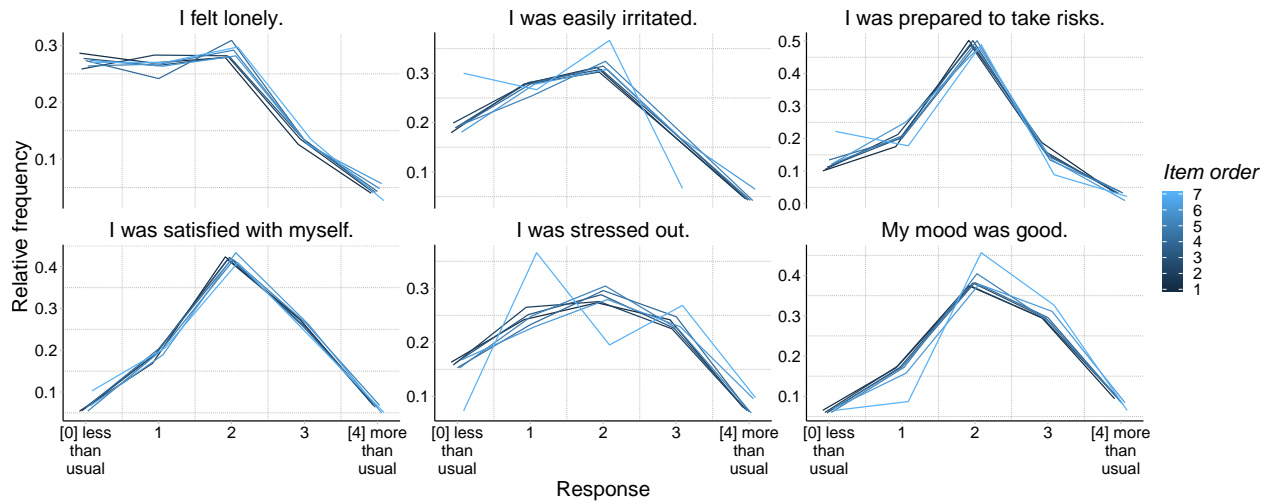 I felt lonely.
I was easily irritated.
I was prepared to take risks.
0.3
0.2
0.1
0.3
0.2
0.1
0.5
0.4
0.3
0.2
0.1
0.0
I was satisfied with myself.
I was stressed out.
My mood was good.
0.4
0.3
0.2
0.1
0.3
0.2
0.1
0.4
0.3
0.2
0.1
[0] less
than
usual
1
2
3
[4] more
than
usual
[0] less
than
usual
1
2
3
[4] more
than
usual
[0] less
than
usual
1
2
3
[4] more
than
usual
Relative frequency
Response
Item order
7
6
5
4
3
2
1